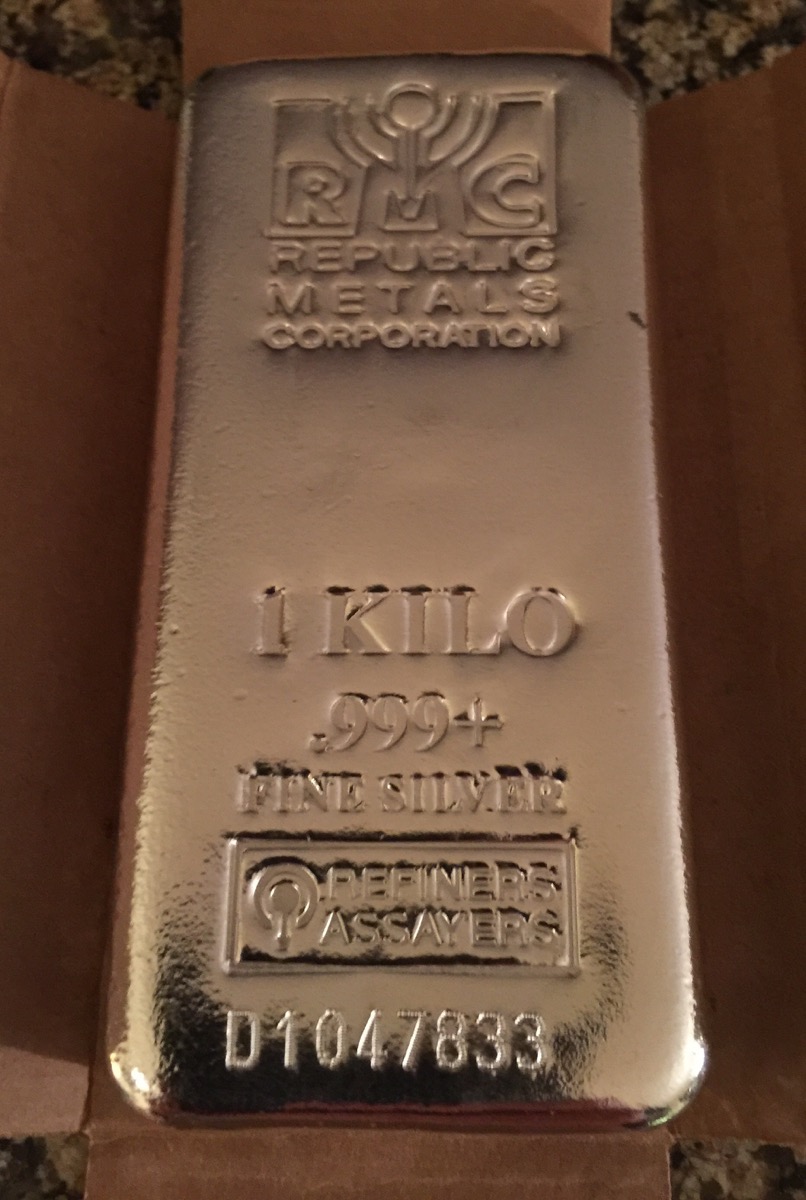 RMC
REPUBLIC
METALS
CORPORATION
1 KILO
.999+
FINE SILVER
REFINERS
ASSAYERS
D1047833